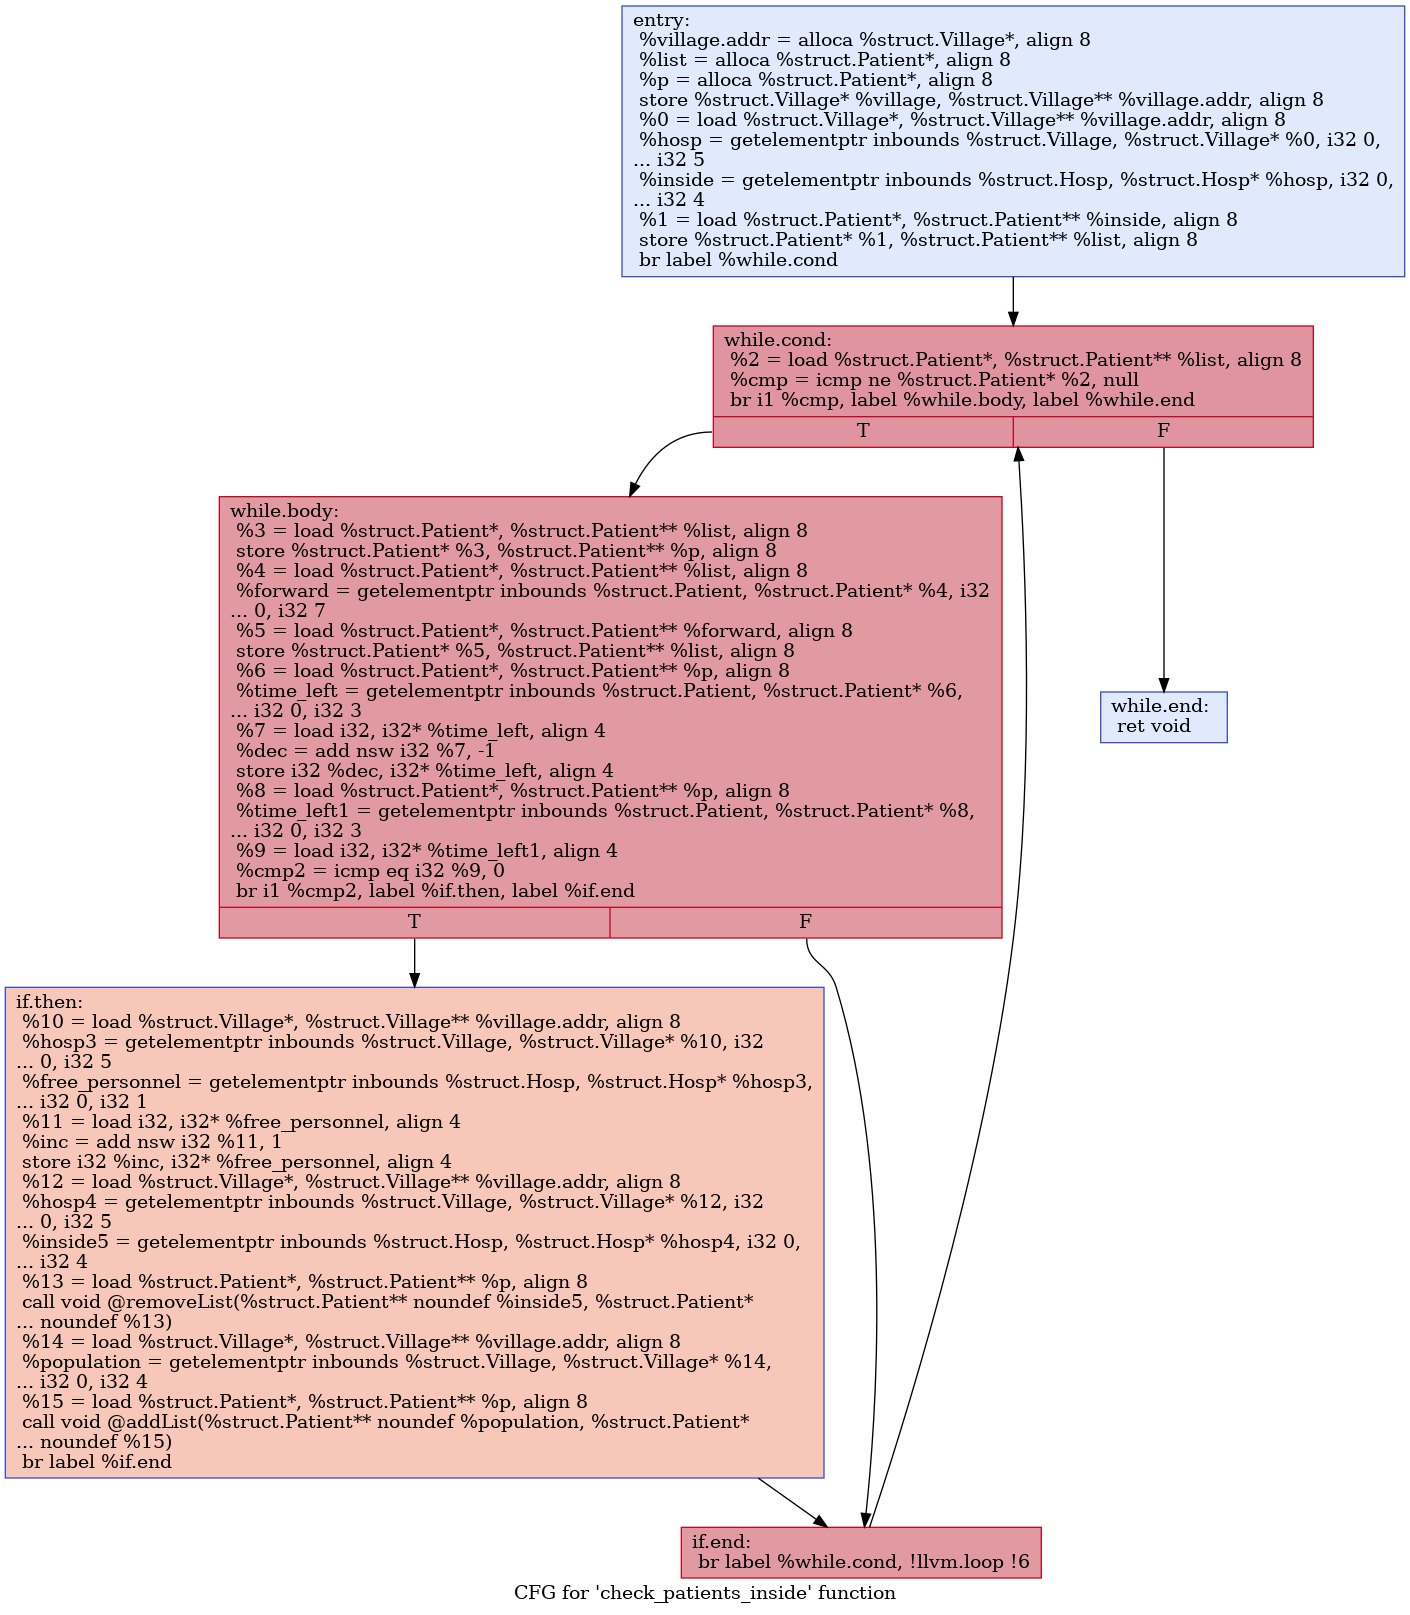 entry:
%village.addr = alloca %struct.Village*, align 8
%list = alloca %struct.Patient*, align 8
%p = alloca %struct.Patient*, align 8
store %struct.Village* %village, %struct.Village** %village.addr, align 8
%0 = load %struct.Village*, %struct.Village** %village.addr, align 8
%hosp = getelementptr inbounds %struct.Village, %struct.Village* %0, i32 0,
... i32 5
%inside = getelementptr inbounds %struct.Hosp, %struct.Hosp* %hosp, i32 0,
... i32 4
%1 = load %struct.Patient*, %struct.Patient** %inside, align 8
store %struct.Patient* %1, %struct.Patient** %list, align 8
br label %while.cond
while.cond:
%2 = load %struct.Patient*, %struct.Patient** %list, align 8
%cmp = icmp ne %struct.Patient* %2, null
br i1 %cmp, label %while.body, label %while.end
T F
while.body:
%3 = load %struct.Patient*, %struct.Patient** %list, align 8
store %struct.Patient* %3, %struct.Patient** %p, align 8
%4 = load %struct.Patient*, %struct.Patient** %list, align 8
%forward = getelementptr inbounds %struct.Patient, %struct.Patient* %4, i32
... 0, i32 7
%5 = load %struct.Patient*, %struct.Patient** %forward, align 8
store %struct.Patient* %5, %struct.Patient** %list, align 8
%6 = load %struct.Patient*, %struct.Patient** %p, align 8
%time_left = getelementptr inbounds %struct.Patient, %struct.Patient* %6,
... i32 0, i32 3
%7 = load i32, i32* %time_left, align 4
%dec = add nsw i32 %7, -1
store i32 %dec, i32* %time_left, align 4
%8 = load %struct.Patient*, %struct.Patient** %p, align 8
%time_left1 = getelementptr inbounds %struct.Patient, %struct.Patient* %8,
... i32 0, i32 3
%9 = load i32, i32* %time_left1, align 4
%cmp2 = icmp eq i32 %9, 0
br i1 %cmp2, label %if.then, label %if.end
T F
while.end:
ret void
if.then:
%10 = load %struct.Village*, %struct.Village** %village.addr, align 8
%hosp3 = getelementptr inbounds %struct.Village, %struct.Village* %10, i32
... 0, i32 5
%free_personnel = getelementptr inbounds %struct.Hosp, %struct.Hosp* %hosp3,
... i32 0, i32 1
%11 = load i32, i32* %free_personnel, align 4
%inc = add nsw i32 %11, 1
store i32 %inc, i32* %free_personnel, align 4
%12 = load %struct.Village*, %struct.Village** %village.addr, align 8
%hosp4 = getelementptr inbounds %struct.Village, %struct.Village* %12, i32
... 0, i32 5
%inside5 = getelementptr inbounds %struct.Hosp, %struct.Hosp* %hosp4, i32 0,
... i32 4
%13 = load %struct.Patient*, %struct.Patient** %p, align 8
call void @removeList(%struct.Patient** noundef %inside5, %struct.Patient*
... noundef %13)
%14 = load %struct.Village*, %struct.Village** %village.addr, align 8
%population = getelementptr inbounds %struct.Village, %struct.Village* %14,
... i32 0, i32 4
%15 = load %struct.Patient*, %struct.Patient** %p, align 8
call void @addList(%struct.Patient** noundef %population, %struct.Patient*
... noundef %15)
br label %if.end
if.end:
br label %while.cond, !llvm.loop !6
CFG for 'check_patients_inside' function